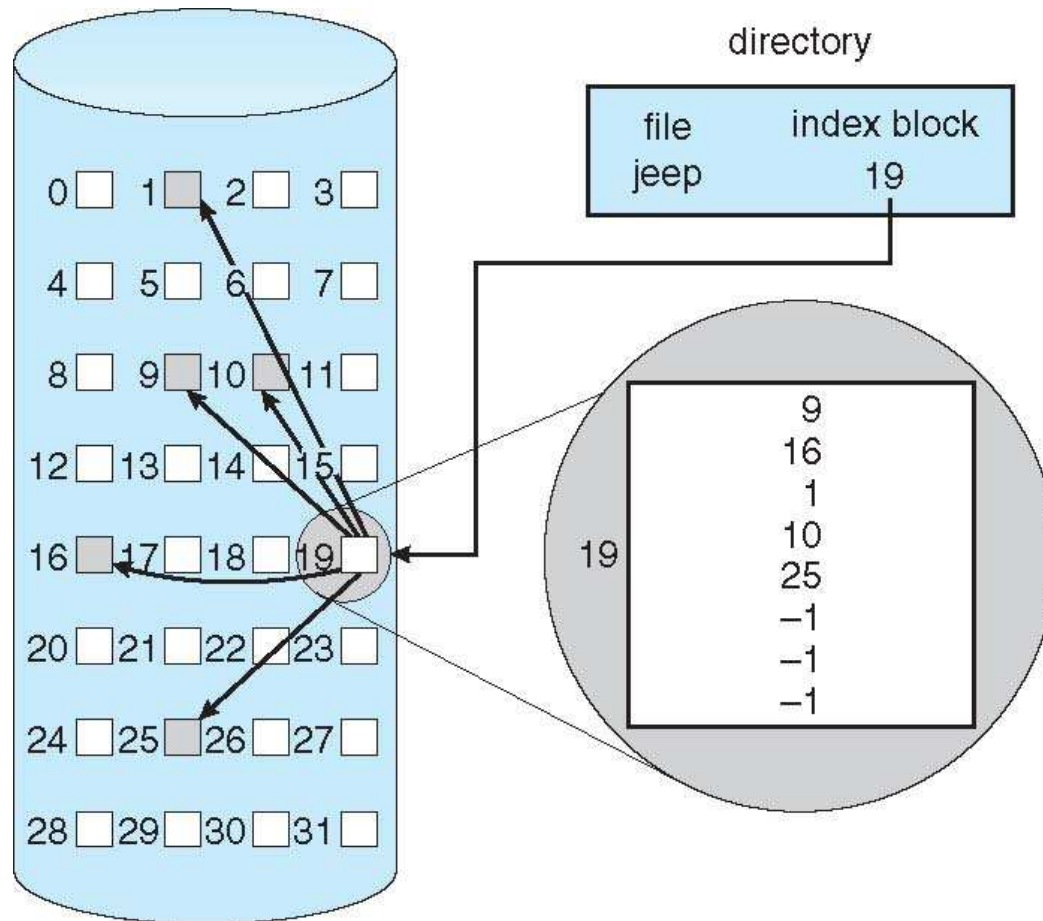 directory
file index block
jeep 19
0 1 2 3
4 5 6 7
8 9 10 11
12 13 14 15
16 17 18 19
20 21 22 23
24 25 26 27
28 29 30 31
19
9
16
1
10
25
–1
–1
–1